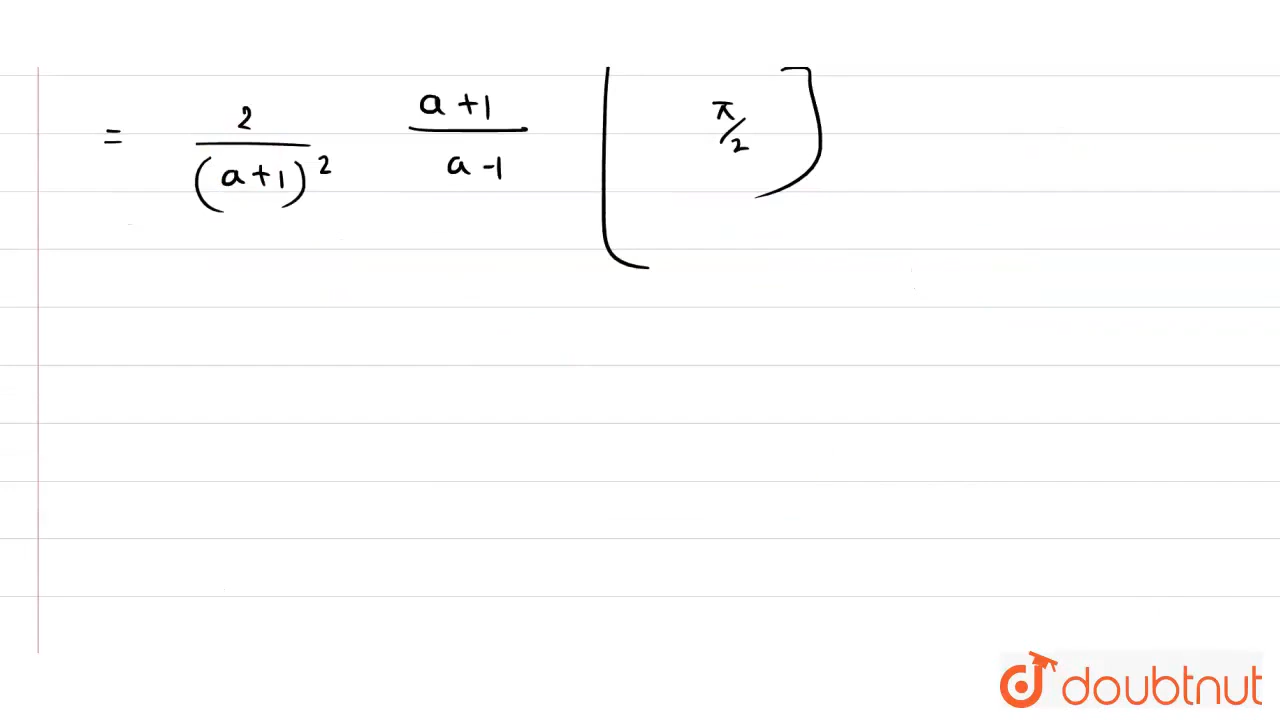 = 2/(a+1)² a+1/a-1 ( π/2 )
doubtnut